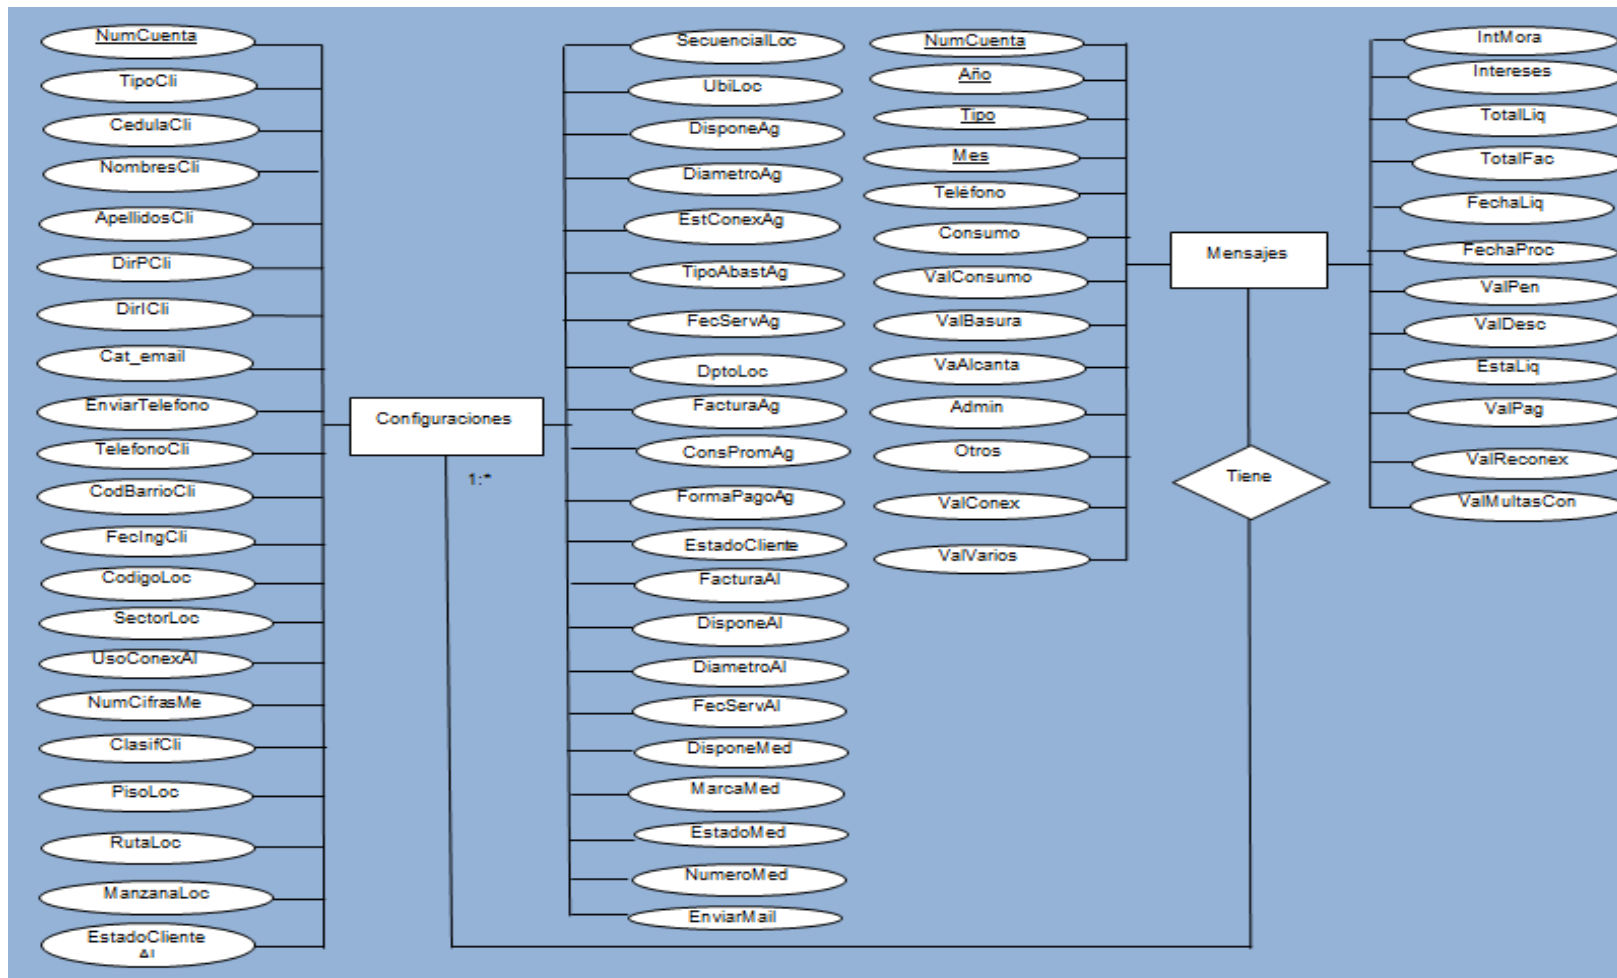 NumCuenta
TipoCli
CedulaCli
NombresCli
ApellidosCli
DirPCli
DirICli
Cat_email
EnviarTelefono
TelefonoCli
CodBarrioCli
FecIngCli
CodigoLoc
SectorLoc
UsoConexAl
NumCifrasMe
ClasifCli
PisoLoc
RutaLoc
ManzanaLoc
EstadoCliente
Al
Configuraciones
1:*
SecuencialLoc
UbiLoc
DisponeAg
DiametroAg
EstConexAg
TipoAbastAg
FecServAg
DptoLoc
FacturaAg
ConsPromAg
FormaPagoAg
EstadoCliente
FacturaAl
DisponeAl
DiametroAl
FecServAl
DisponeMed
MarcaMed
EstadoMed
NumeroMed
EnviarMail
NumCuenta
Año
Tipo
Mes
Teléfono
Consumo
ValConsumo
ValBasura
VaAlcanta
Admin
Otros
ValConex
ValVarios
Mensajes
Tiene
IntMora
Intereses
TotalLiq
TotalFac
FechaLiq
FechaProc
ValPen
ValDesc
EstaLiq
ValPag
ValReconex
ValMultasCon